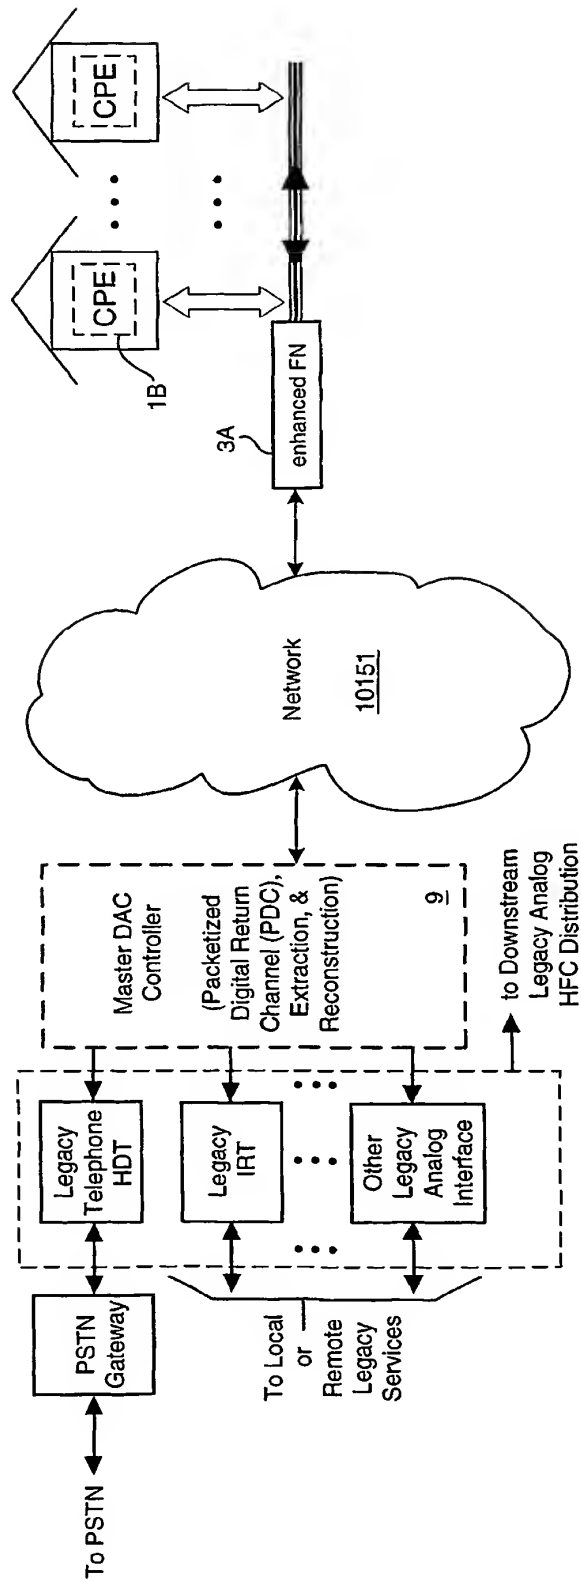 To PSTN
PSTN
Gateway
Legacy
Telephone
HDT
Legacy
IRT
Other
Legacy
Analog
Interface
To Local
or
Remote
Legacy
Services
Master DAC
Controller
(Packetized
Digital Return
Channel (PDC),
Extraction, &
Reconstruction)
9
to Downstream
Legacy Analog
HFC Distribution
Network
10151
3A
enhanced FN
1B
CPE
CPE